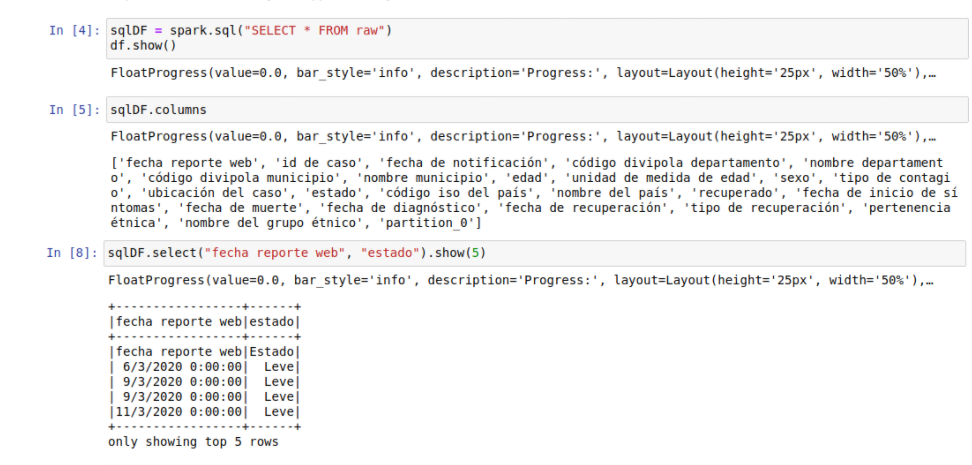 In [4]: sqlDF = spark.sql("SELECT * FROM raw")
df.show()
FloatProgress(value=0.0, bar_style='info', description='Progress:', layout=Layout(height='25px', width='50%'),…
In [5]: sqlDF.columns
FloatProgress(value=0.0, bar_style='info', description='Progress:', layout=Layout(height='25px', width='50%'),…
['fecha reporte web', 'id de caso', 'fecha de notificación', 'código divipola departamento', 'nombre departament
o', 'código divipola municipio', 'nombre municipio', 'edad', 'unidad de medida de edad', 'sexo', 'tipo de contagi
o', 'ubicación del caso', 'estado', 'código iso del país', 'nombre del país', 'recuperado', 'fecha de inicio de sí
ntomas', 'fecha de muerte', 'fecha de diagnóstico', 'fecha de recuperación', 'tipo de recuperación', 'pertenencia
étnica', 'nombre del grupo étnico', 'partition_0']
In [8]: sqlDF.select("fecha reporte web", "estado").show(5)
FloatProgress(value=0.0, bar_style='info', description='Progress:', layout=Layout(height='25px', width='50%'),…
+-----------------+------+
|fecha reporte web|estado|
+-----------------+------+
|fecha reporte web|Estado|
| 6/3/2020 0:00:00|  Leve|
| 9/3/2020 0:00:00|  Leve|
| 9/3/2020 0:00:00|  Leve|
|11/3/2020 0:00:00|  Leve|
+-----------------+------+
only showing top 5 rows